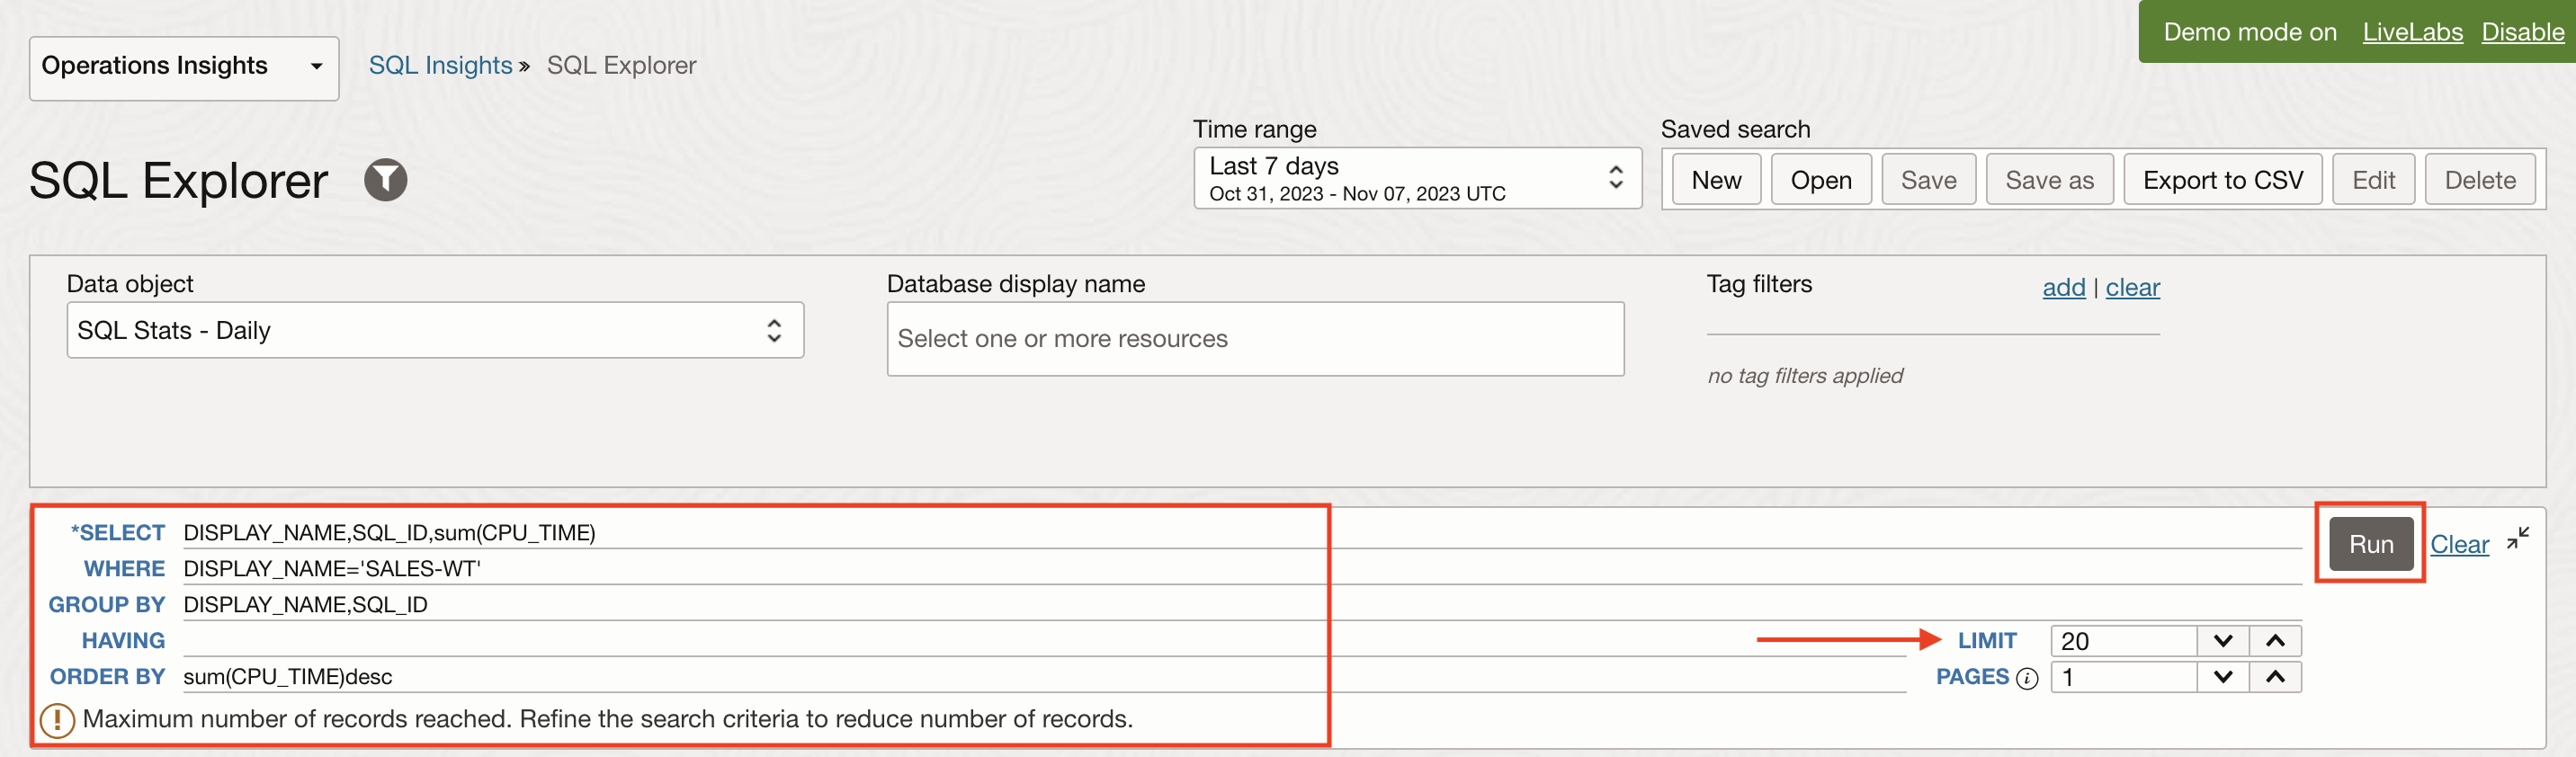 Demo mode on LiveLabs Disable
Operations Insights SQL Insights » SQL Explorer
Time range
Saved search
SQL Explorer
Last 7 days
Oct 31, 2023 - Nov 07, 2023 UTC
New Open Save Save as Export to CSV Edit Delete
Data object
SQL Stats - Daily
Database display name
Select one or more resources
Tag filters add | clear
no tag filters applied
*SELECT DISPLAY_NAME,SQL_ID,sum(CPU_TIME)
WHERE DISPLAY_NAME='SALES-WT'
GROUP BY DISPLAY_NAME,SQL_ID
HAVING
ORDER BY sum(CPU_TIME)desc
Run Clear
LIMIT 20
PAGES i 1
! Maximum number of records reached. Refine the search criteria to reduce number of records.